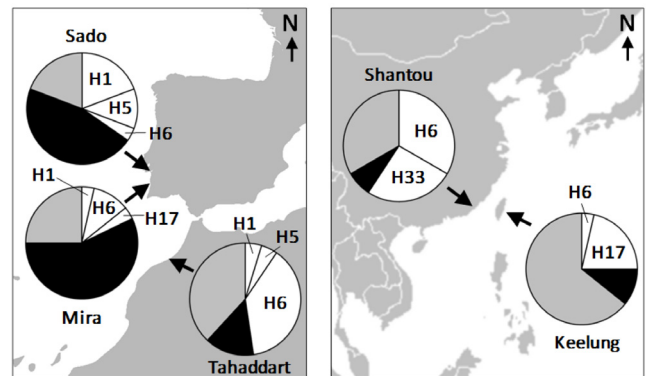 Sado
N
H1
H5
H6
H1
H6
H17
Mira
H1
H5
H6
Tahaddart
N
Shantou
H6
H33
H6
H17
Keelung